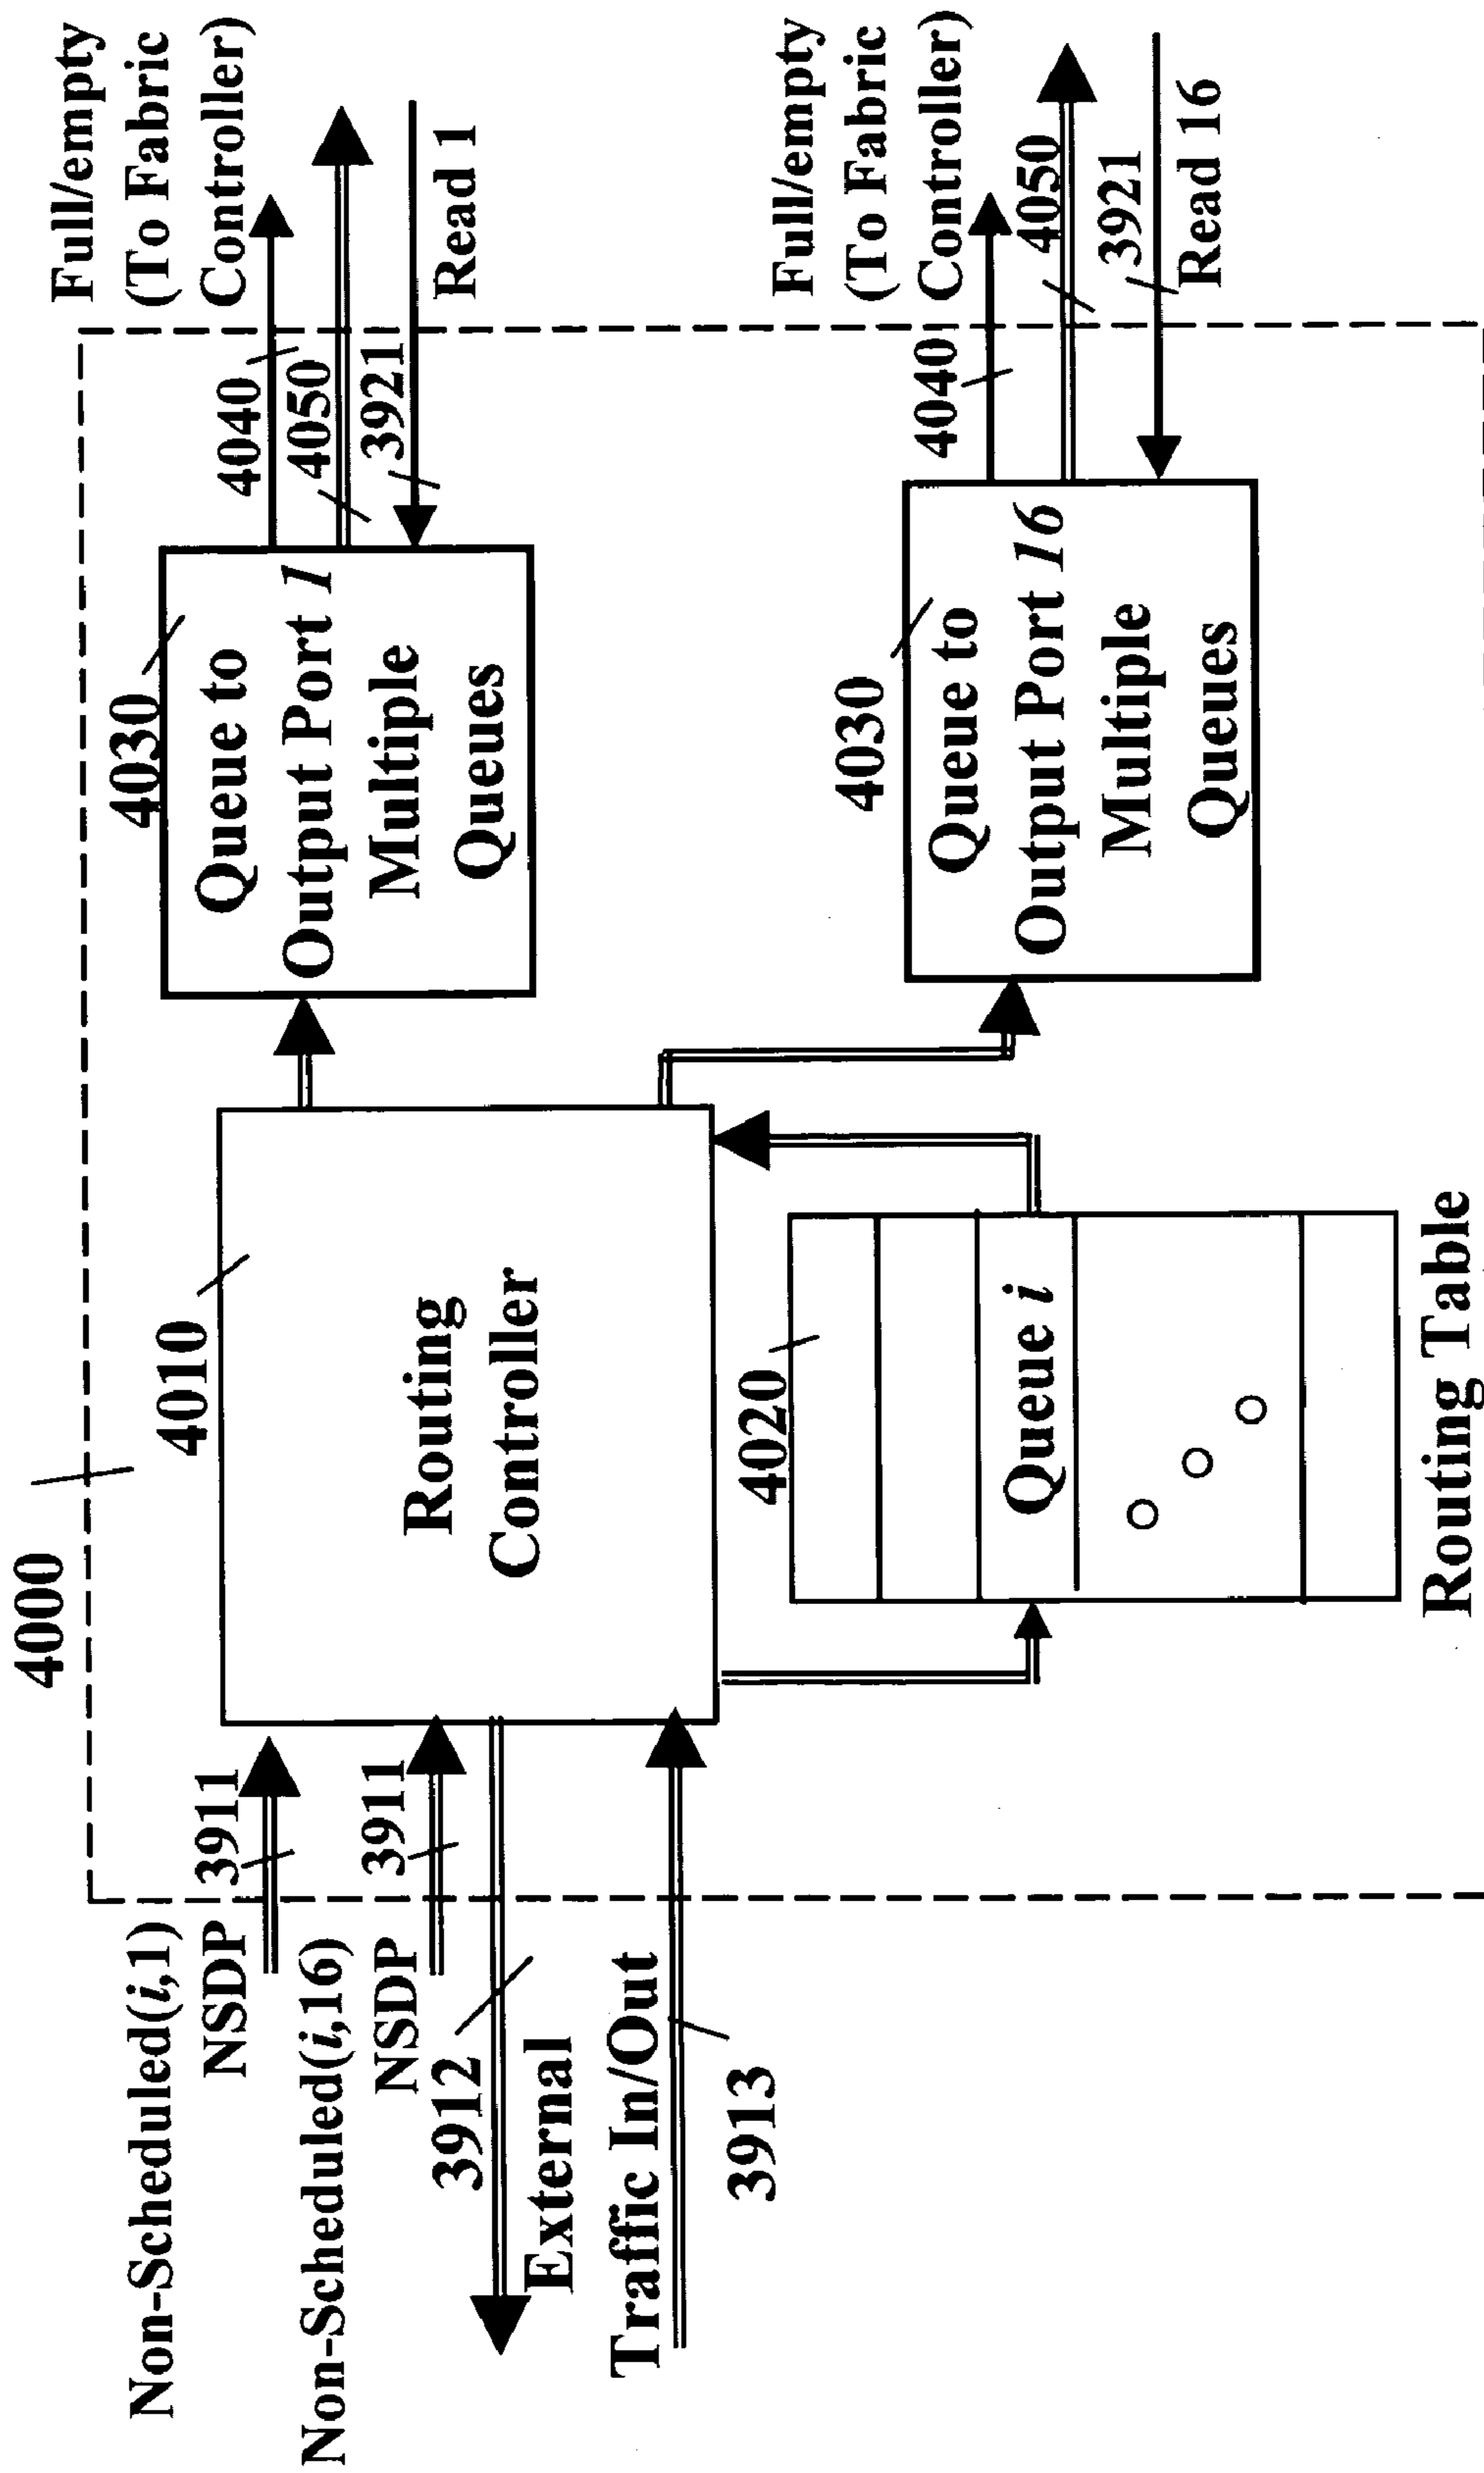 4000
Non-Scheduled(i,1)
NSDP
3911
Non-Scheduled(i,16)
NSDP
3911
3912
External
Traffic In/Out
3913
4010
Routing
Controller
4020
Queue i
Routing Table
4030
Queue to
Output Port 1
Multiple
Queues
4040
4050
3921
Full/empty
(To Fabric
Controller)
Read 1
4030
Queue to
Output Port 16
Multiple
Queues
4040
4050
3921
Full/empty
(To Fabric
Controller)
Read 16